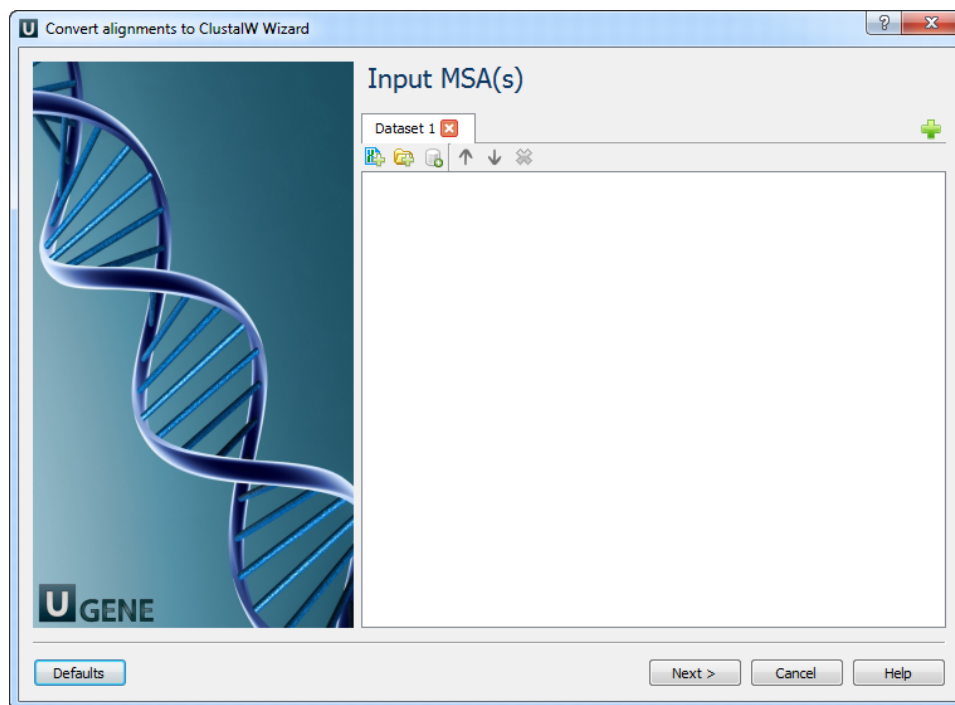 U Convert alignments to ClustalW Wizard
?
Input MSA(s)
Dataset 1
U GENE
Defaults
Next >
Cancel
Help